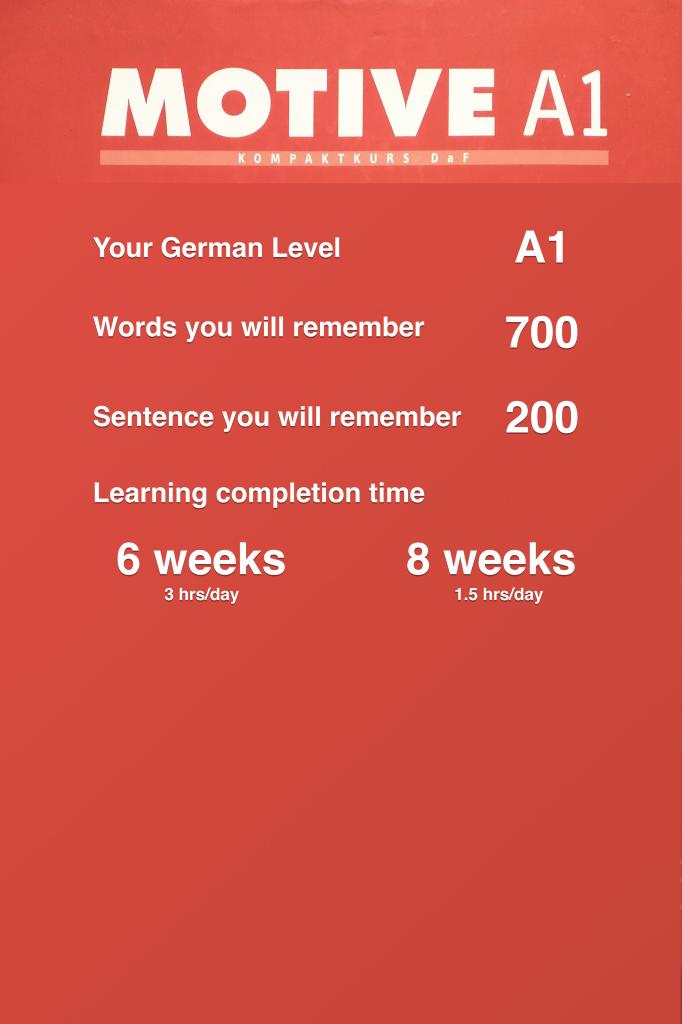 MOTIVE A1
KOMPAKTKURS DaF
Your German Level A1
Words you will remember 700
Sentence you will remember 200
Learning completion time
6 weeks 8 weeks
3 hrs/day 1.5 hrs/day